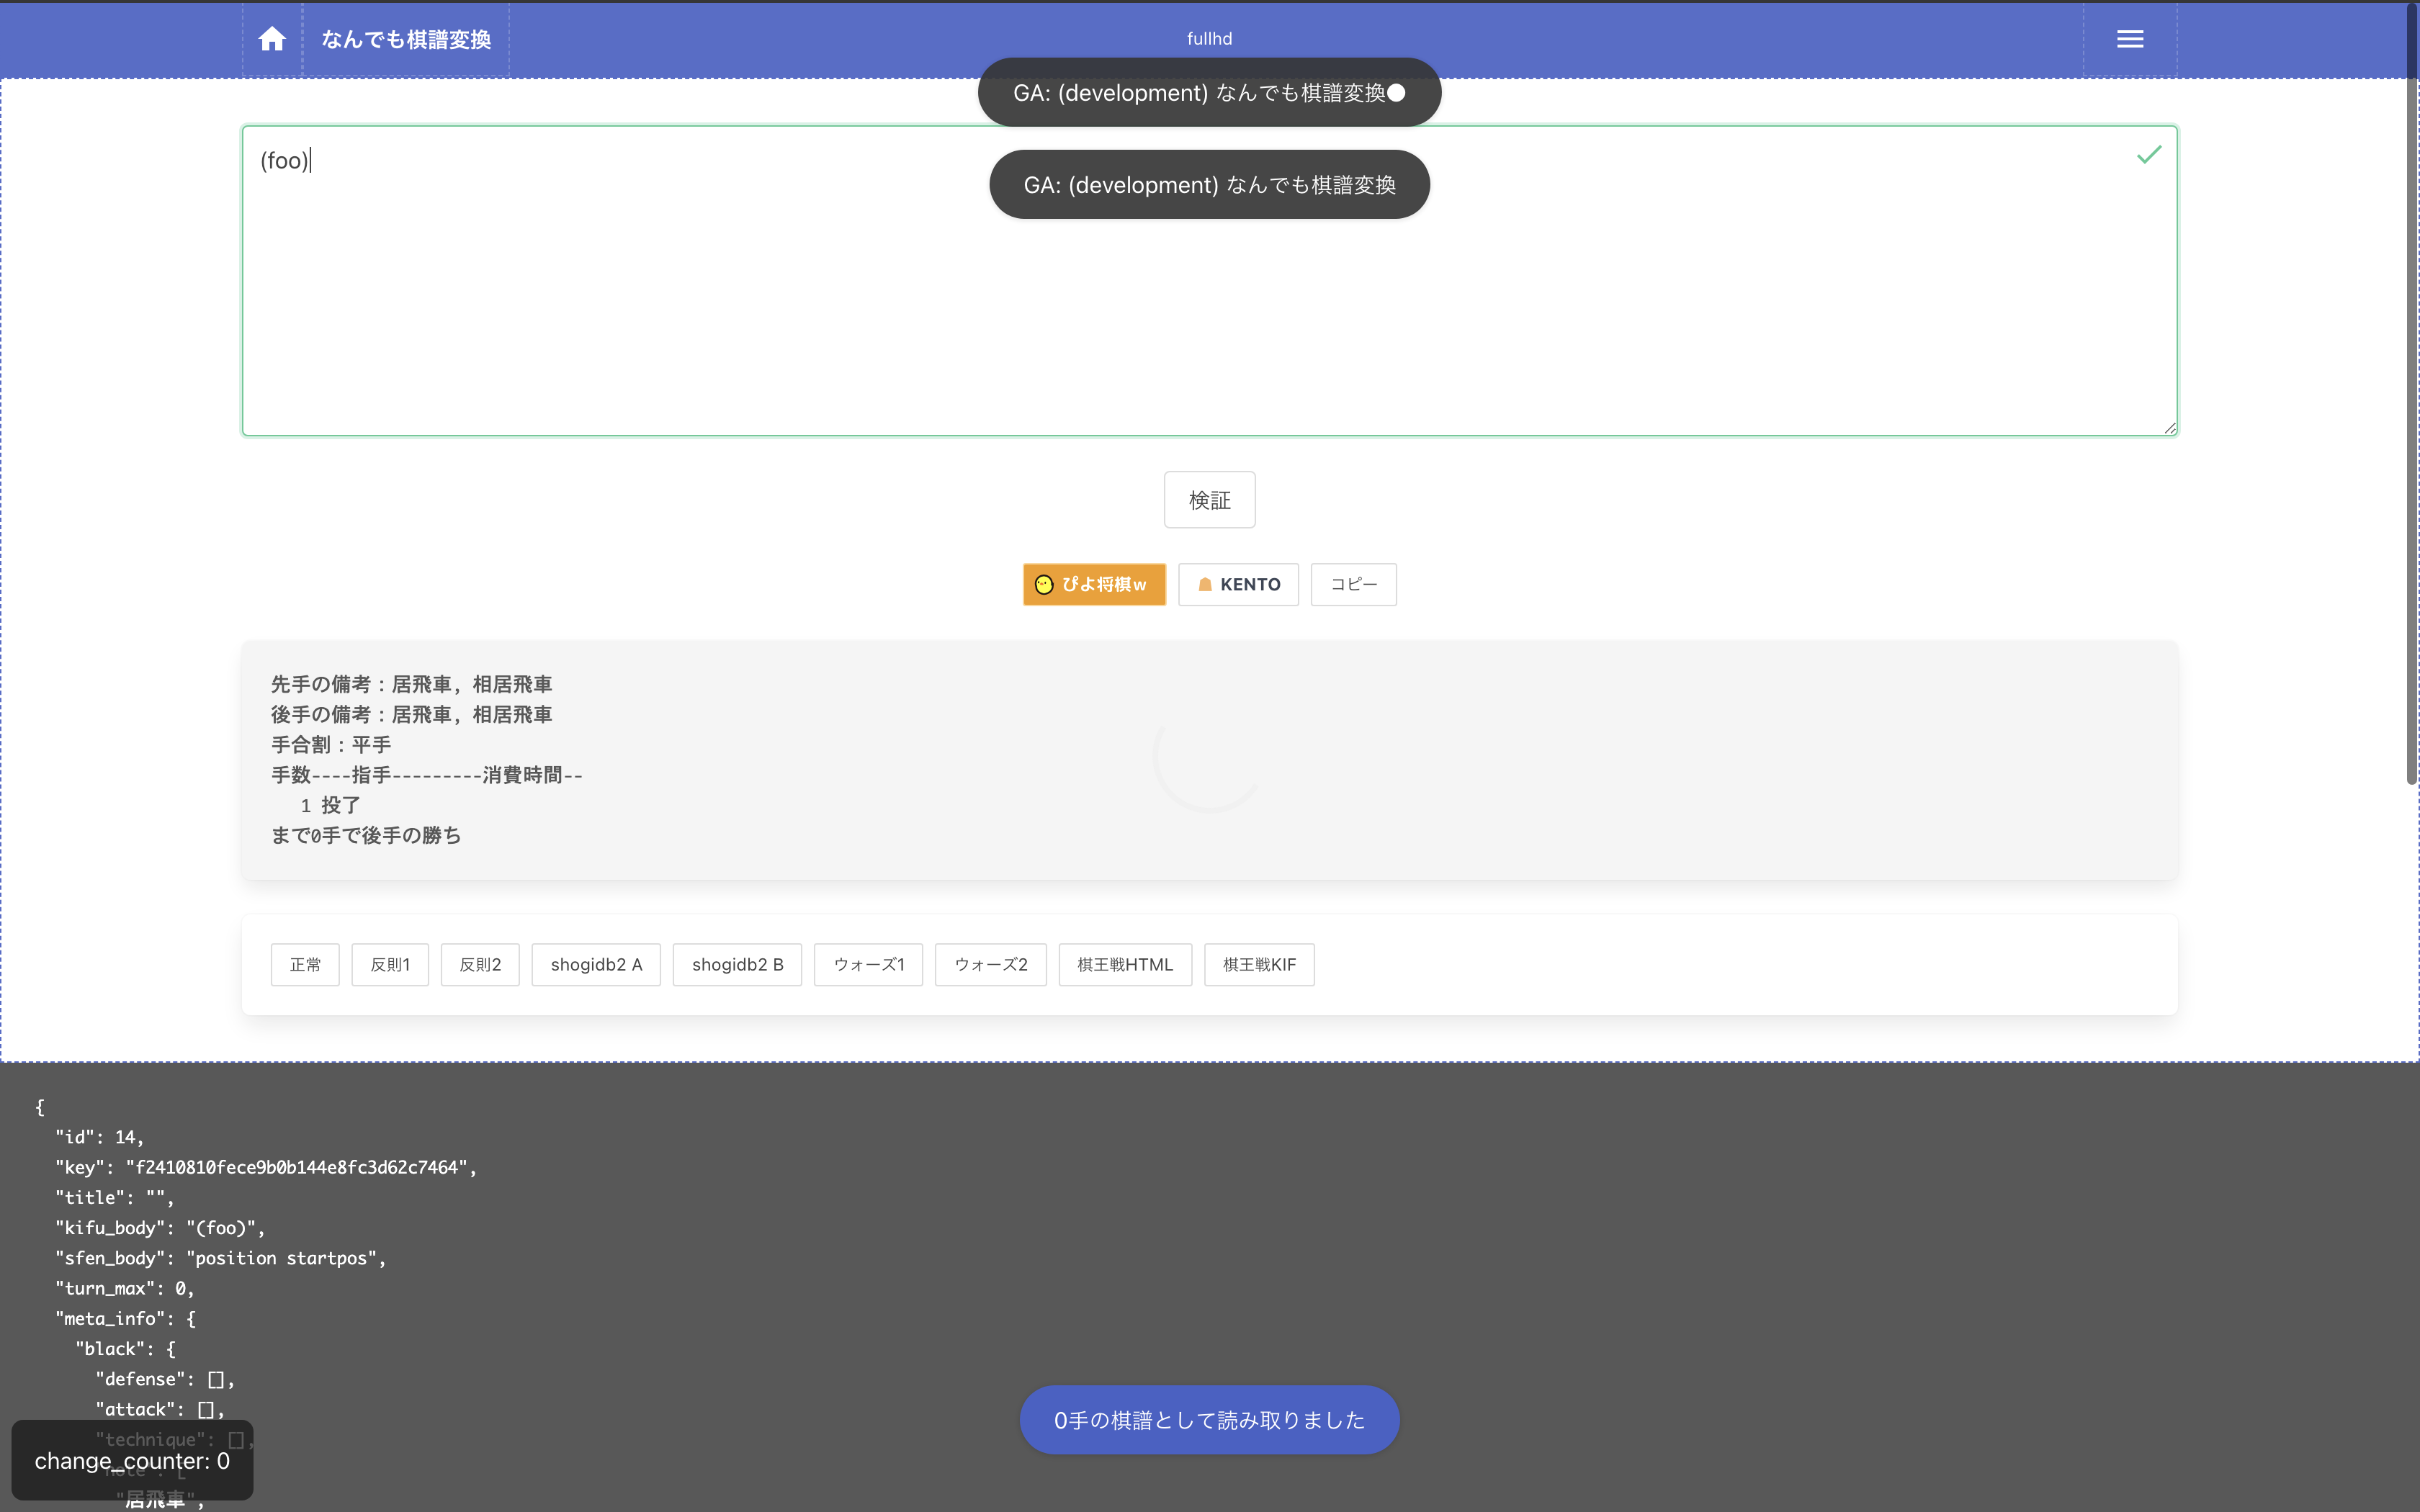 なんでも棋譜変換
fullhd
GA: (development) なんでも棋譜変換
(foo)
GA: (development) なんでも棋譜変換
検証
ぴよ将棋w
KENTO
コピー
先手の備考：居飛車, 相居飛車
後手の備考：居飛車, 相居飛車
手合割：平手
手数----指手---------消費時間--
1 投了
まで0手で後手の勝ち
正常
反則1
反則2
shogidb2 A
shogidb2 B
ウォーズ1
ウォーズ2
棋王戦HTML
棋王戦KIF
{
"id": 14,
"key": "f2410810fece9b0b144e8fc3d62c7464",
"title": "",
"kifu_body": "(foo)",
"sfen_body": "position startpos",
"turn_max": 0,
"meta_info": {
"black": {
"defense": [],
"attack": [],
"technique": [],
"note": [
"居飛車",
0手の棋譜として読み取りました
change_counter: 0